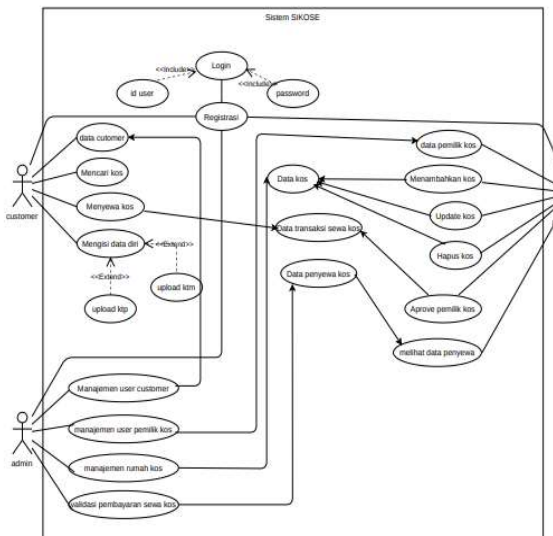 Sistem SIKOSE
Login
<<Include>>
<<Include>>
id user
password
Registrasi
data cutomer
data pemilik kos
Mencari kos
Data kos
Menambahkan kos
customer
Menyewa kos
Update kos
Data transaksi sewa kos
Mengisi data diri
<<Extend>>
Hapus kos
<<Extend>>
Data penyewa kos
upload ktm
upload ktp
Aprove pemilik kos
melihat data penyewa
Manajemen user customer
manajemen user pemilik kos
admin
manajemen rumah kos
validasi pembayaran sewa kos